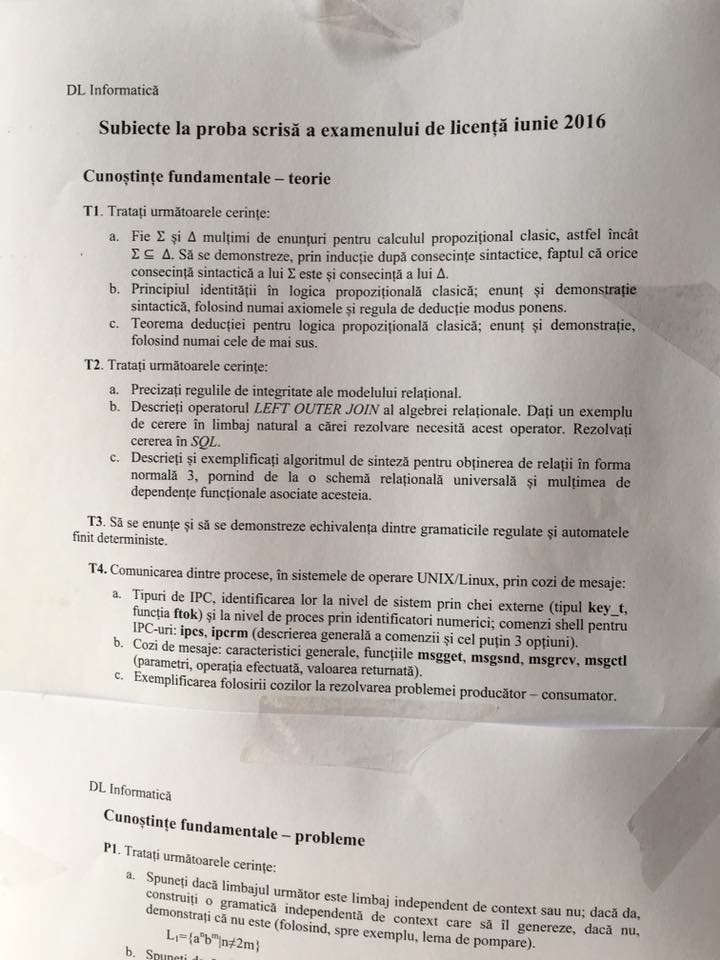 DL Informatică
Subiecte la proba scrisă a examenului de licență iunie 2016
Cunoștințe fundamentale – teorie
T1. Tratați următoarele cerințe:
a. Fie Σ și Δ mulțimi de enunțuri pentru calculul propozițional clasic, astfel încât
Σ ⊆ Δ. Să se demonstreze, prin inducție după consecințe sintactice, faptul că orice
consecință sintactică a lui Σ este și consecință a lui Δ.
b. Principiul identității în logica propozițională clasică; enunț și demonstrație
sintactică, folosind numai axiomele și regula de deducție modus ponens.
c. Teorema deducției pentru logica propozițională clasică; enunț și demonstrație,
folosind numai cele de mai sus.
T2. Tratați următoarele cerințe:
a. Precizați regulile de integritate ale modelului relațional.
b. Descrieți operatorul LEFT OUTER JOIN al algebrei relaționale. Dați un exemplu
de cerere în limbaj natural a cărei rezolvare necesită acest operator. Rezolvați
cererea în SQL.
c. Descrieți și exemplificați algoritmul de sinteză pentru obținerea de relații în forma
normală 3, pornind de la o schemă relațională universală și mulțimea de
dependențe funcționale asociate acesteia.
T3. Să se enunțe și să se demonstreze echivalența dintre gramaticile regulate și automatele
finit deterministe.
T4. Comunicarea dintre procese, în sistemele de operare UNIX/Linux, prin cozi de mesaje:
a. Tipuri de IPC, identificarea lor la nivel de sistem prin chei externe (tipul key_t,
funcția ftok) și la nivel de proces prin identificatori numerici; comenzi shell pentru
IPC-uri: ipcs, ipcrm (descrierea generală a comenzii și cel puțin 3 opțiuni).
b. Cozi de mesaje: caracteristici generale, funcțiile msgget, msgsnd, msgrcv, msgctl
(parametri, operația efectuată, valoarea returnată).
c. Exemplificarea folosirii cozilor la rezolvarea problemei producător – consumator.
DL Informatică
Cunoștințe fundamentale – probleme
P1. Tratați următoarele cerințe:
a. Spuneți dacă limbajul următor este limbaj independent de context sau nu; dacă da,
construiți o gramatică independentă de context care să îl genereze, dacă nu,
demonstrați că nu este (folosind, spre exemplu, lema de pompare).
L₁={aⁿbᵐ|n≠2m}
b. Spuneți